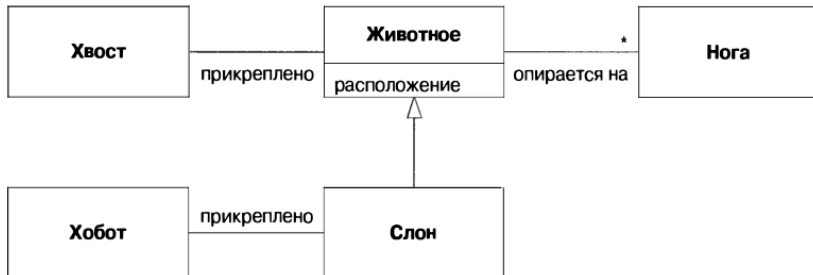 Хвост
прикреплено
Животное
расположение
*
опирается на
Нога
Хобот
прикреплено
Слон